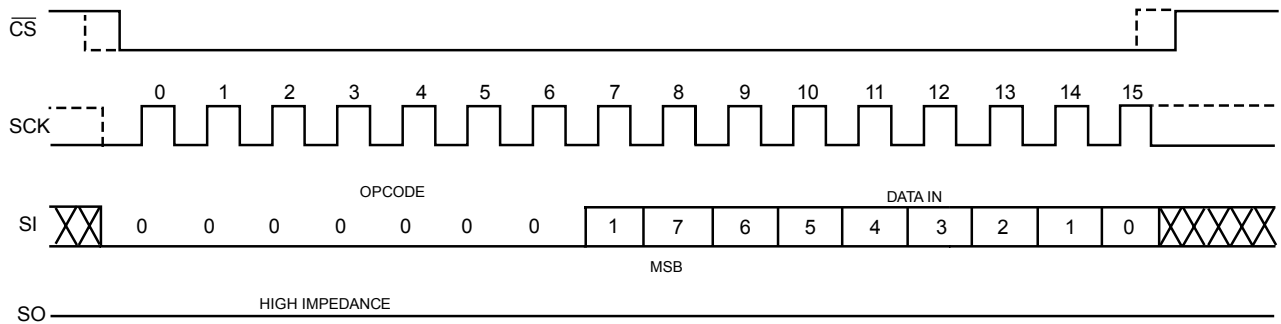 CS
0 1 2 3 4 5 6 7 8 9 10 11 12 13 14 15
SCK
OPCODE DATA IN
SI 0 0 0 0 0 0 0 1 7 6 5 4 3 2 1 0
MSB
HIGH IMPEDANCE
SO